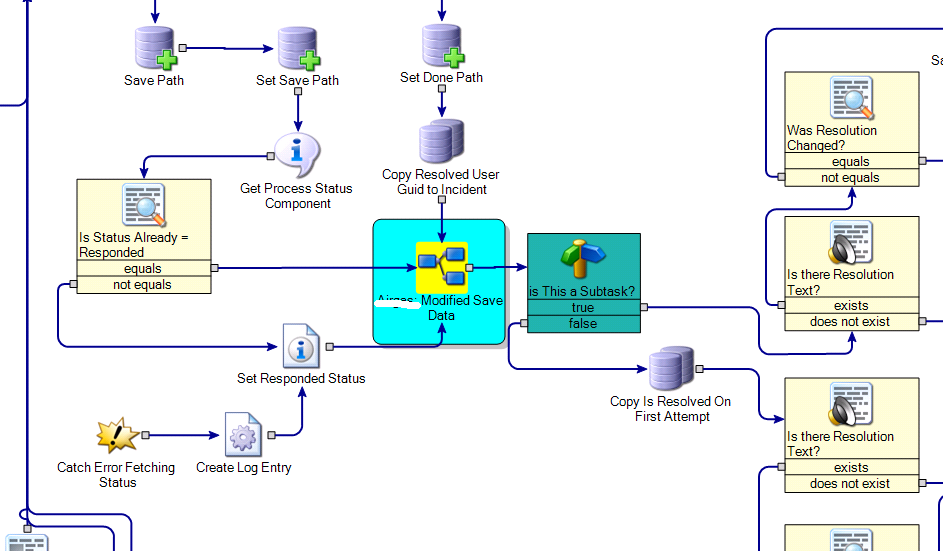 Save Path
Set Save Path
Set Done Path
Sa
Was Resolution
Changed?
equals
not equals
Copy Resolved User
Guid to Incident
Get Process Status
Component
Is Status Already =
Responded
equals
not equals
Modified Save
Data
is This a Subtask?
true
false
Is there Resolution
Text?
exists
does not exist
Set Responded Status
Copy Is Resolved On
First Attempt
Catch Error Fetching
Status
Create Log Entry
Is there Resolution
Text?
exists
does not exist